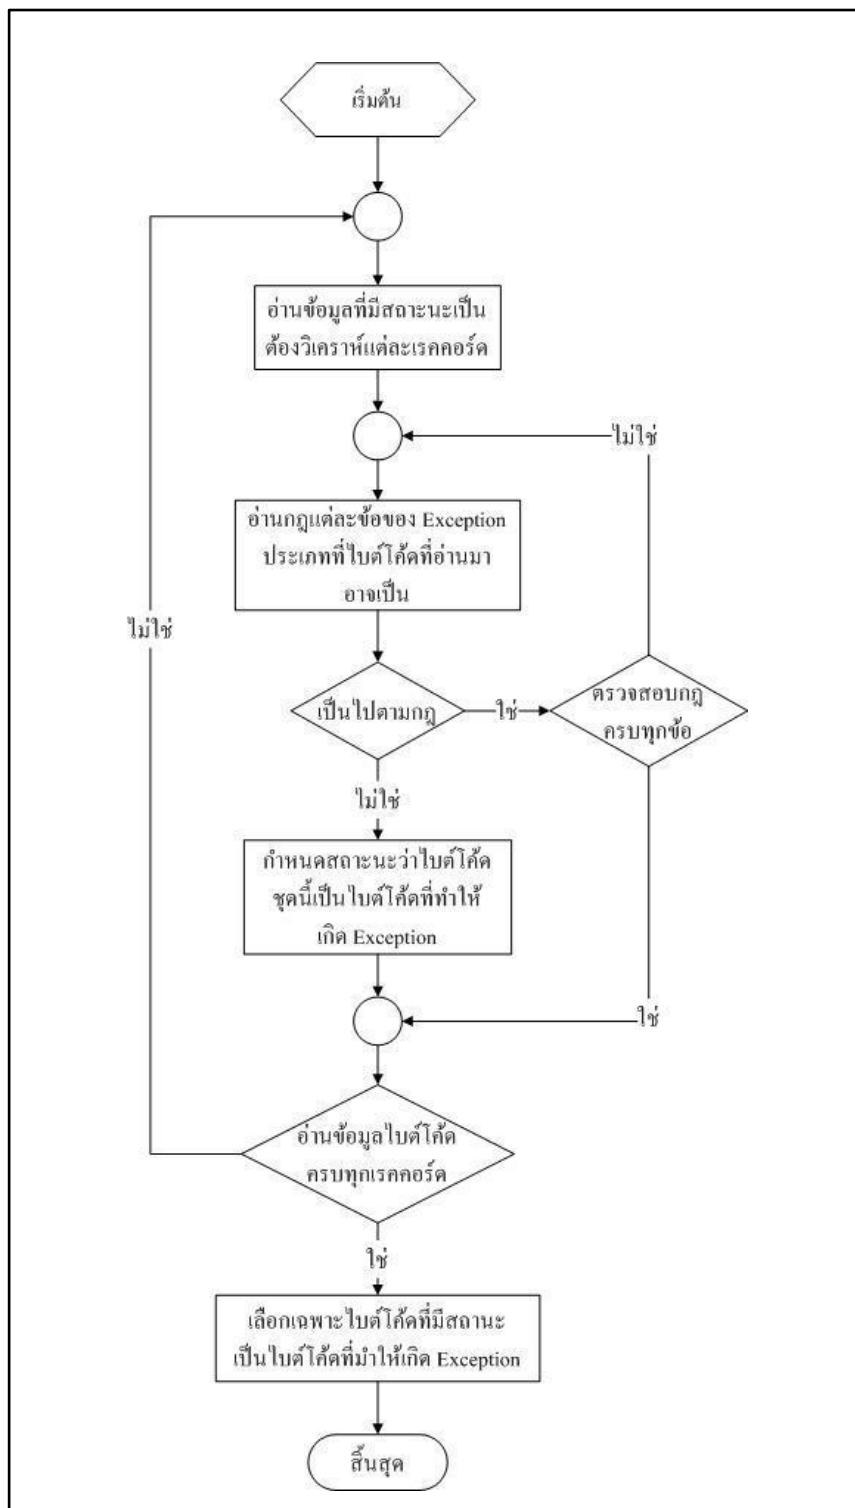 เริ่มต้น
อ่านข้อมูลที่มีสถาะนะเป็น
ต้องวิเคราห์แต่ละเรคคอร์ด
ไม่ใช่
อ่านกฎแต่ละข้อของ Exception
ประเภทที่ไบต์โค้ดที่อ่านมา
อาจเป็น
ไม่ใช่
เป็นไปตามกฎ
ใช่
ตรวจสอบกฎ
ครบทุกข้อ
ไม่ใช่
กำหนดสถาะนะว่าไบต์โค้ด
ชุดนี้เป็นไบต์โค้ดที่ทำให้
เกิด Exception
ใช่
อ่านข้อมูลไบต์โค้ด
ครบทุกเรคคอร์ด
ใช่
เลือกเฉพาะไบต์โค้ดที่มีสถานะ
เป็นไบต์โค้ดที่มำให้เกิด Exception
สิ้นสุด